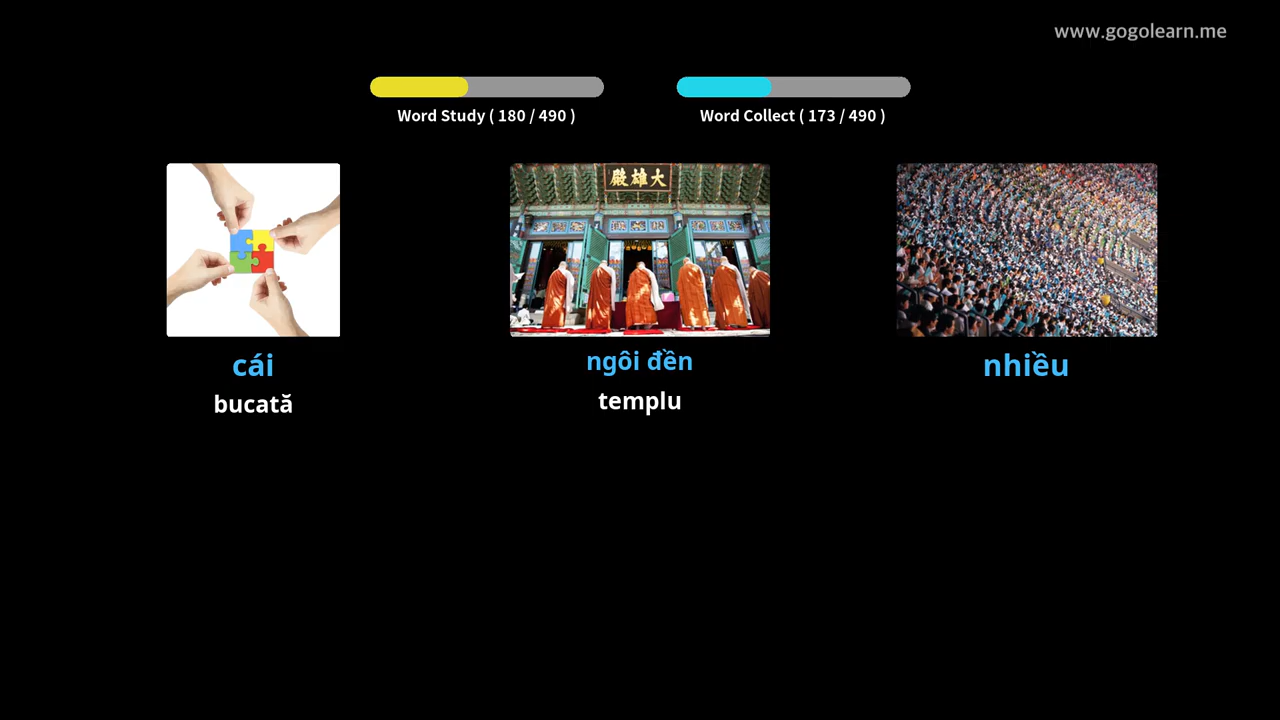 www.gogolearn.me
Word Study ( 180 / 490 )
Word Collect ( 173 / 490 )
殿雄大
cái
bucată
ngôi đền
templu
nhiều